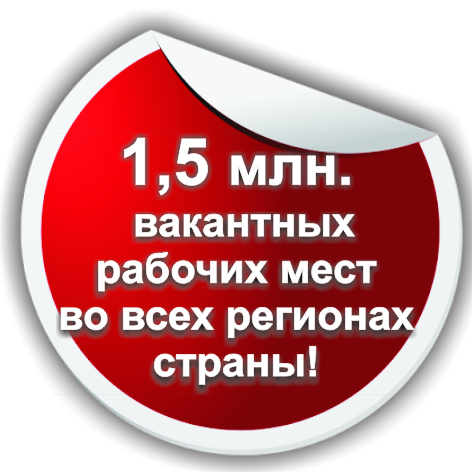 1,5 млн.
вакантных
рабочих мест
во всех регионах
страны!